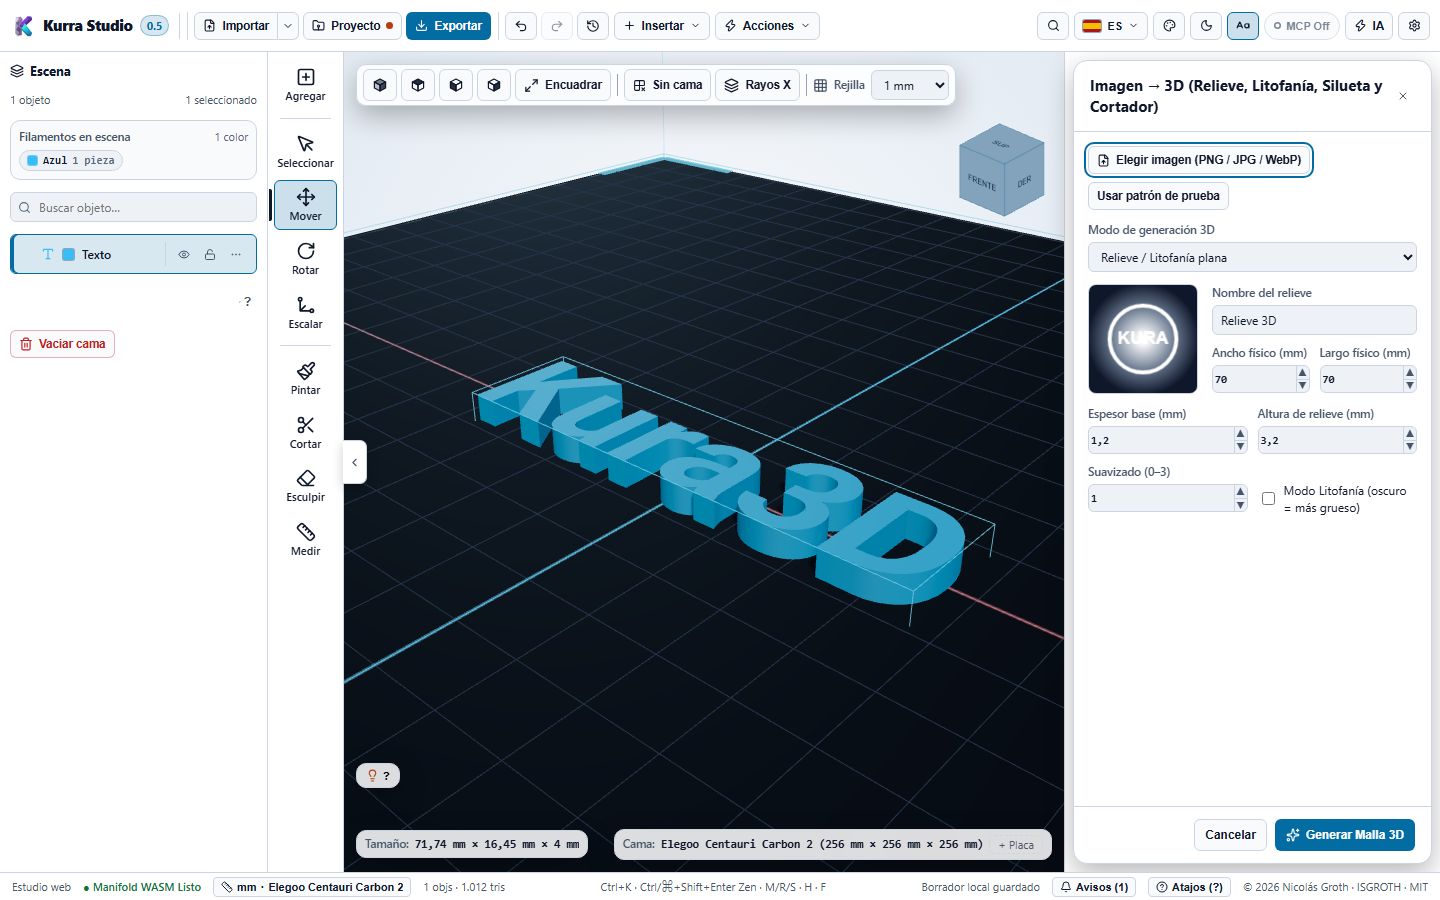 Kurra Studio 0.5
Importar
Proyecto
Exportar
Insertar
Acciones
ES
Aa
MCP Off
IA
Escena
1 objeto
1 seleccionado
Filamentos en escena
1 color
Azul 1 pieza
Buscar objeto...
Texto
?
Vaciar cama
Agregar
Seleccionar
Mover
Rotar
Escalar
Pintar
Cortar
Esculpir
Medir
Encuadrar
Sin cama
Rayos X
Rejilla
1 mm
SUP
FRENTE
DER
Kurra3D
?
Tamaño: 71,74 mm × 16,45 mm × 4 mm
Cama: Elegoo Centauri Carbon 2 (256 mm × 256 mm × 256 mm)
+ Placa
Imagen → 3D (Relieve, Litofanía, Silueta y
Cortador)
Elegir imagen (PNG / JPG / WebP)
Usar patrón de prueba
Modo de generación 3D
Relieve / Litofanía plana
KURA
Nombre del relieve
Relieve 3D
Ancho físico (mm)
Largo físico (mm)
70
70
Espesor base (mm)
Altura de relieve (mm)
1,2
3,2
Suavizado (0–3)
1
Modo Litofanía (oscuro
= más grueso)
Cancelar
Generar Malla 3D
Estudio web
Manifold WASM Listo
mm · Elegoo Centauri Carbon 2
1 objs · 1.012 tris
Ctrl+K · Ctrl/⌘+Shift+Enter Zen · M/R/S · H · F
Borrador local guardado
Avisos (1)
Atajos (?)
© 2026 Nicolás Groth · ISGROTH · MIT